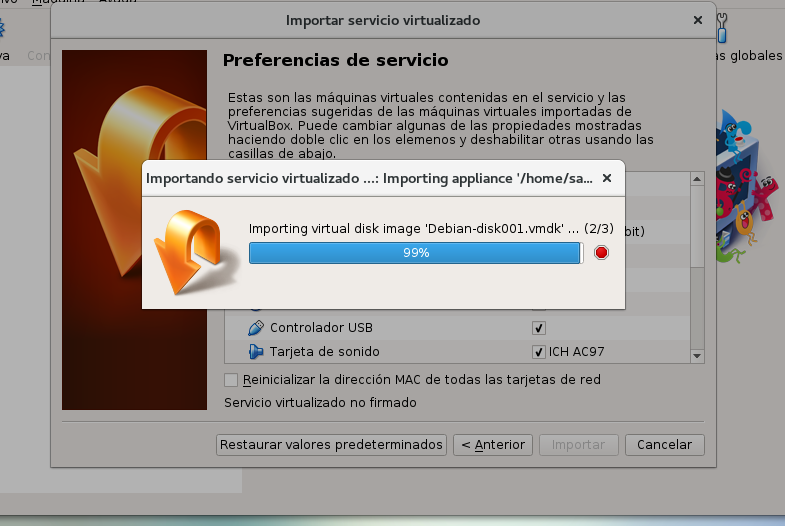 Importar servicio virtualizado
va
Con
as globales
Preferencias de servicio
Estas son las máquinas virtuales contenidas en el servicio y las
preferencias sugeridas de las máquinas virtuales importadas de
VirtualBox. Puede cambiar algunas de las propiedades mostradas
haciendo doble clic en los elemenos y deshabilitar otras usando las
casillas de abajo.
Importando servicio virtualizado ...: Importing appliance '/home/sa...
Importing virtual disk image 'Debian-disk001.vmdk' ... (2/3)
bit)
99%
Controlador USB
Tarjeta de sonido
ICH AC97
Reinicializar la dirección MAC de todas las tarjetas de red
Servicio virtualizado no firmado
Restaurar valores predeterminados
< Anterior
Importar
Cancelar